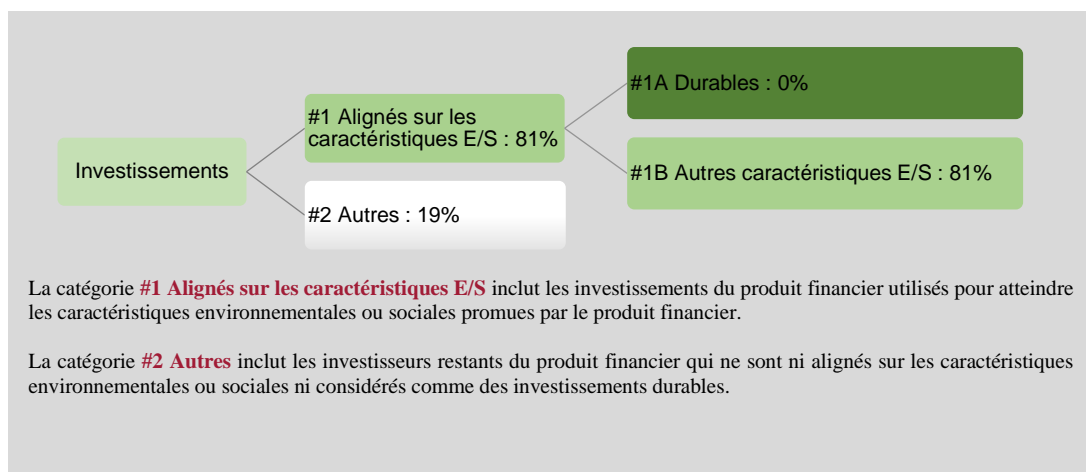 #1A Durables : 0%
#1 Alignés sur les
caractéristiques E/S : 81%
Investissements
#1B Autres caractéristiques E/S : 81%
#2 Autres : 19%
La catégorie #1 Alignés sur les caractéristiques E/S inclut les investissements du produit financier utilisés pour atteindre
les caractéristiques environnementales ou sociales promues par le produit financier.
La catégorie #2 Autres inclut les investisseurs restants du produit financier qui ne sont ni alignés sur les caractéristiques
environnementales ou sociales ni considérés comme des investissements durables.